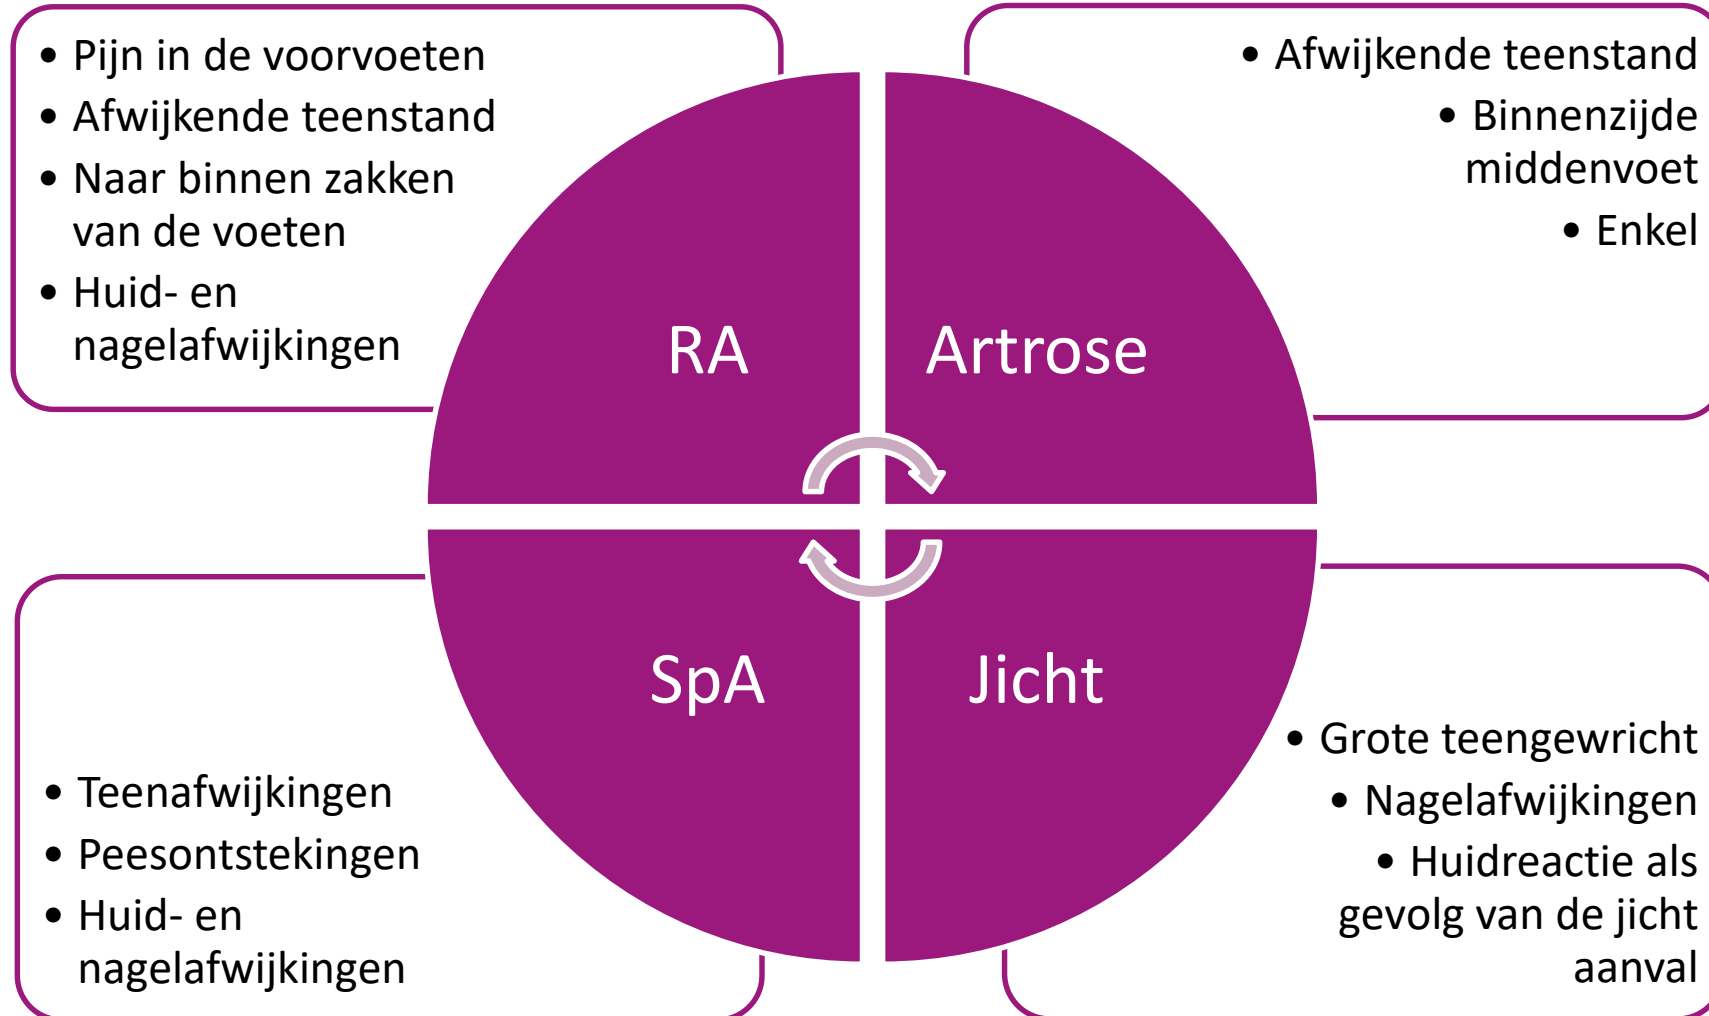 • Pijn in de voorvoeten
• Afwijkende teenstand
• Naar binnen zakken
van de voeten
• Huid- en
nagelafwijkingen
RA
• Afwijkende teenstand
• Binnenzijde
middenvoet
• Enkel
Artrose
SpA
• Teenafwijkingen
• Peesontstekingen
• Huid- en
nagelafwijkingen
Jicht
• Grote teengewricht
• Nagelafwijkingen
• Huidreactie als
gevolg van de jicht
aanval